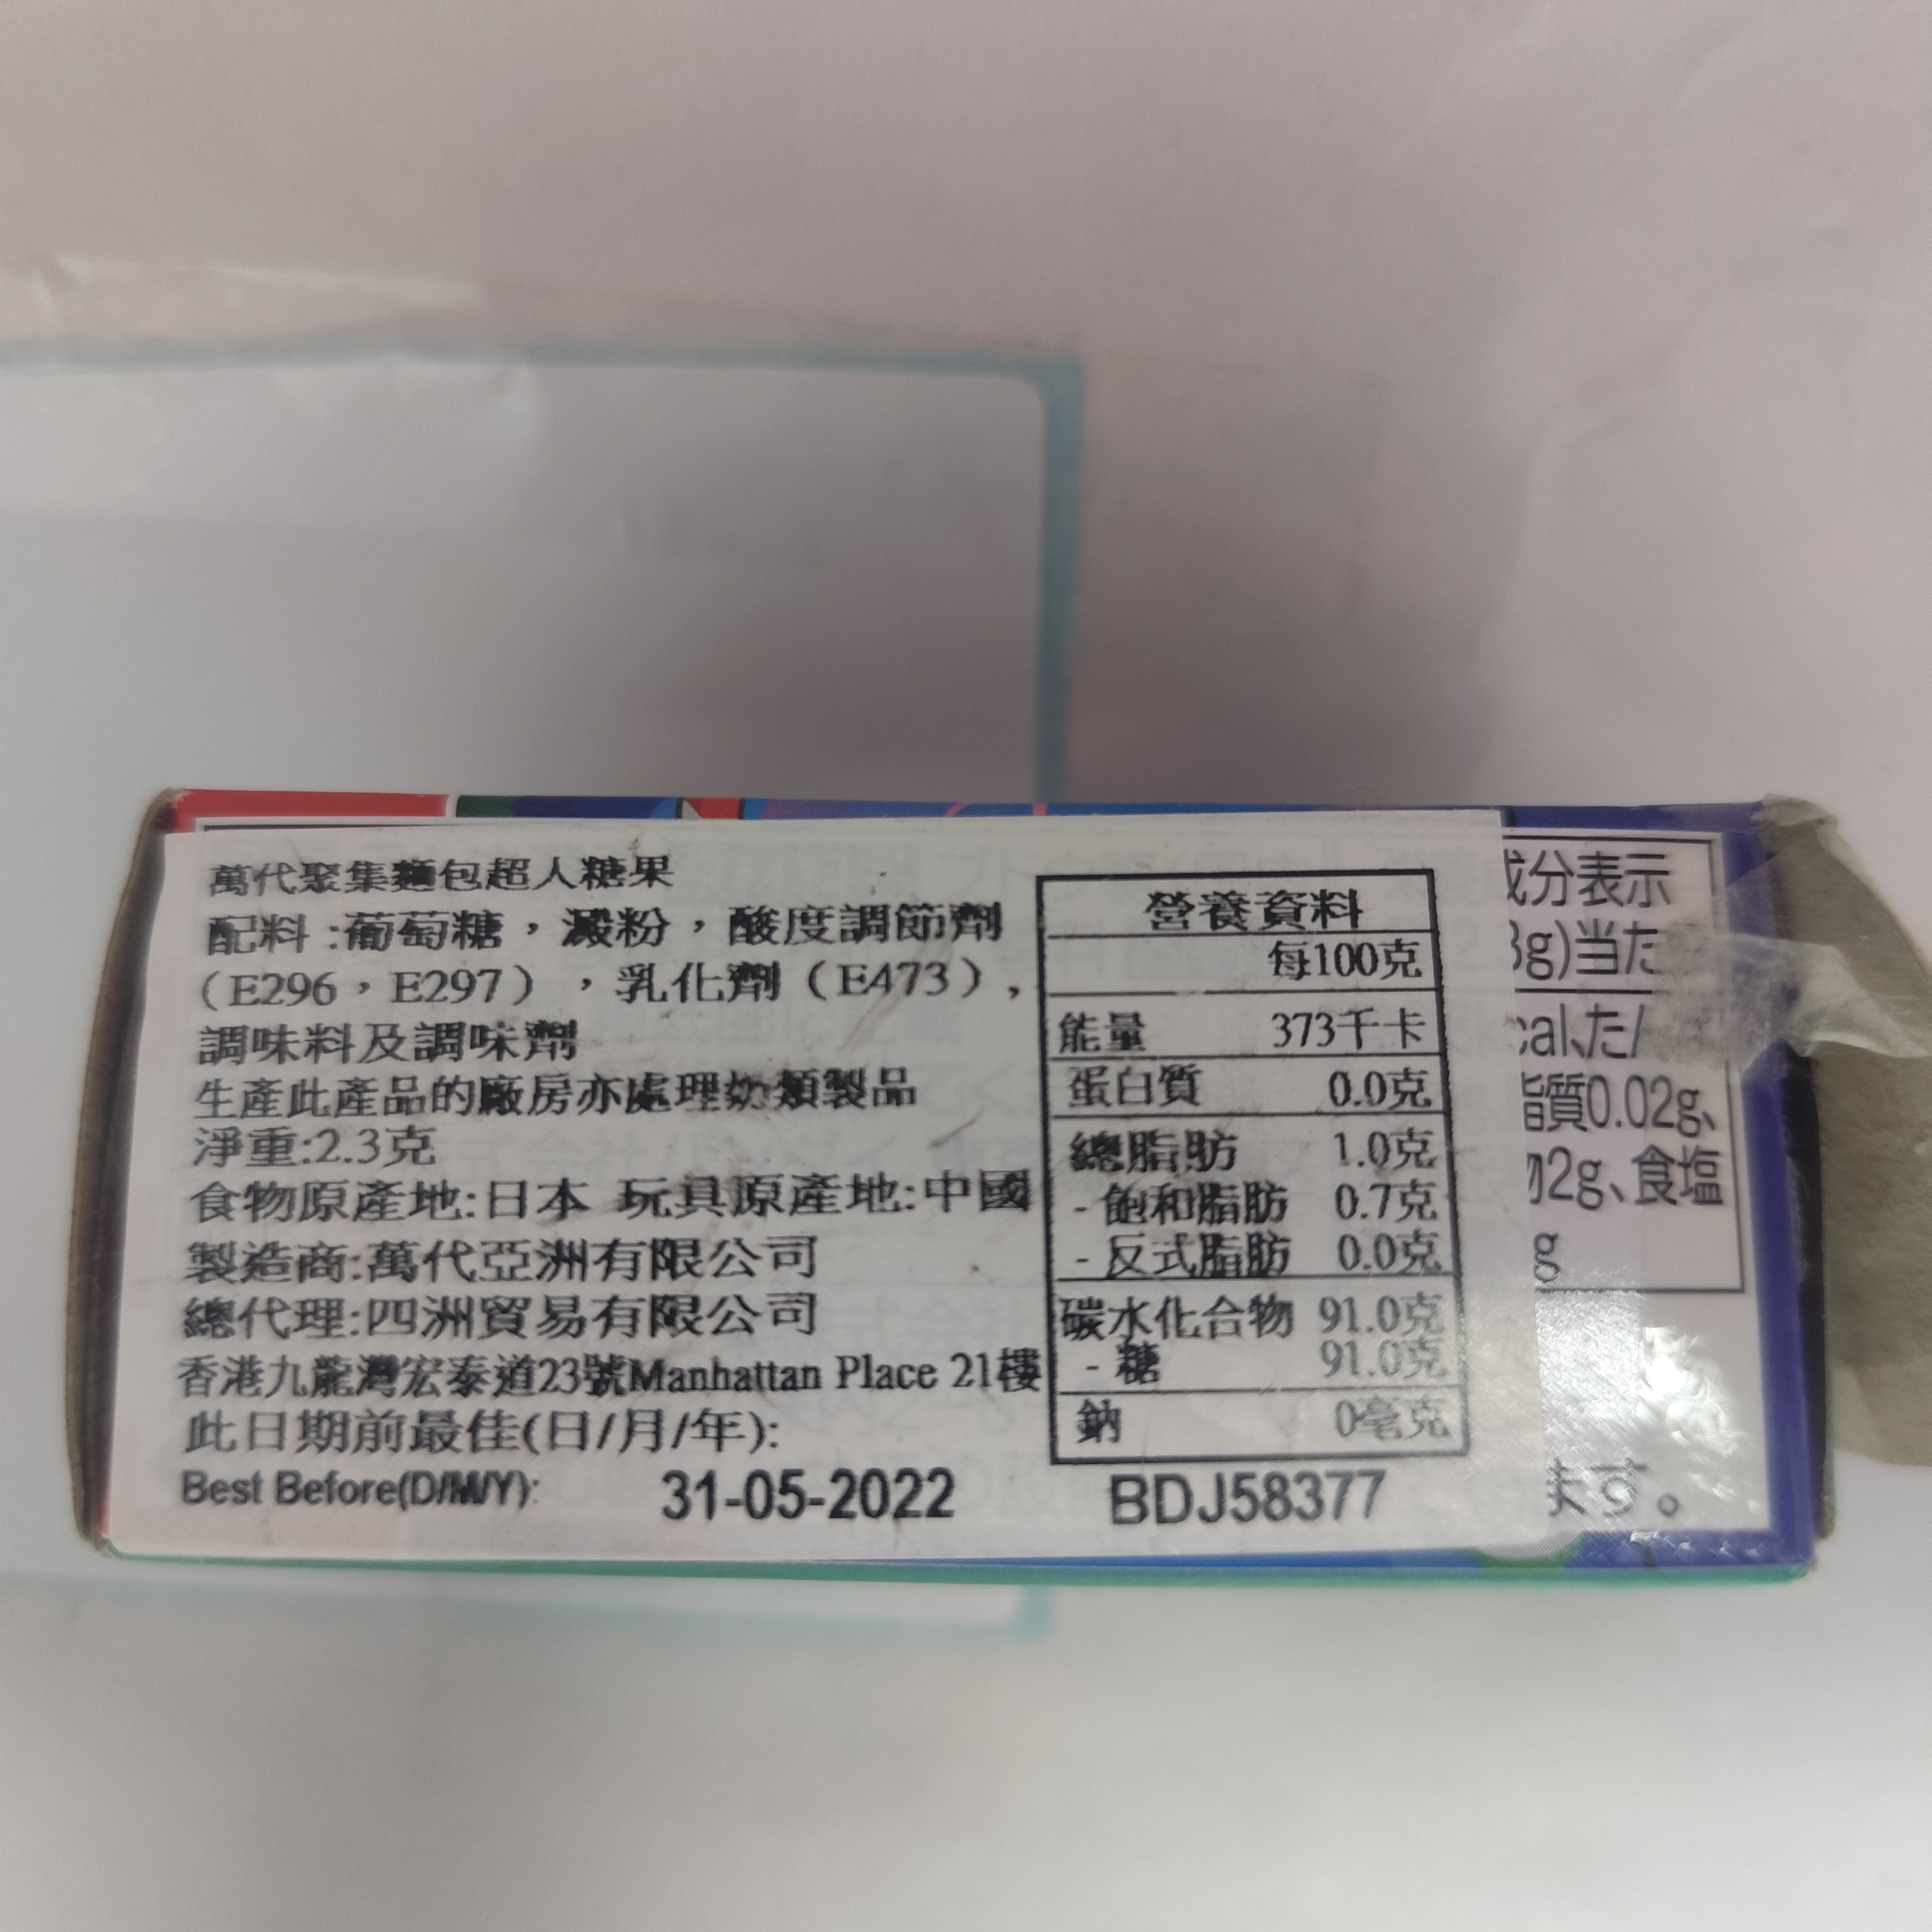 萬代聚集麵包超人糖果
配料:葡萄糖，澱粉，酸度調節劑
（E296，E297），乳化劑（E473）,
調味料及調味劑
生產此產品的廠房亦處理奶類製品
淨重:2.3克
食物原產地:日本 玩具原產地:中國
製造商:萬代亞洲有限公司
總代理:四洲貿易有限公司
香港九龍灣宏泰道23號Manhattan Place 21樓
此日期前最佳(日/月/年):
Best Before(D/M/Y): 31-05-2022
營養資料
每100克
能量 373千卡
蛋白質 0.0克
總脂肪 1.0克
- 飽和脂肪 0.7克
- 反式脂肪 0.0克
碳水化合物 91.0克
- 糖 91.0克
鈉 0毫克
BDJ58377
成分表示
3g)当た
cal、た
脂質0.02g、
物2g、食塩
g
ます。